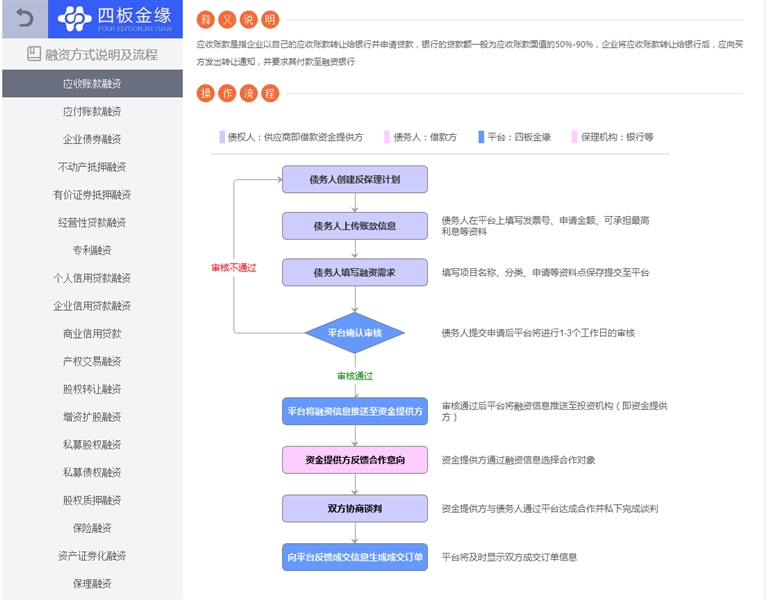 四板金缘
FOUR EDITION JIN YUAN
融资方式说明及流程
应收账款融资
应付账款融资
企业债券融资
不动产抵押融资
有价证券抵押融资
经营性贷款融资
专利融资
个人信用贷款融资
企业信用贷款融资
商业信用贷款
产权交易融资
股权转让融资
增资扩股融资
私募股权融资
私募债权融资
股权质押融资
保险融资
资产证券化融资
保理融资
释义说明
应收账款是指企业以自己的应收账款转让给银行并申请贷款，银行的贷款额一般为应收账款面值的50%-90%，企业将应收账款转让给银行后，应向买
方发出转让通知，并要求其付款至融资银行
操作流程
债权人：供应商即借款资金提供方
债务人：借款方
平台：四板金缘
保理机构：银行等
债务人创建反保理计划
债务人上传账款信息
债务人在平台上填写发票号、申请金额、可承担最高
利息等资料
审核不通过
债务人填写融资需求
填写项目名称、分类、申请等资料点保存提交至平台
平台确认审核
债务人提交申请后平台将进行1-3个工作日的审核
审核通过
平台将融资信息推送至资金提供方
审核通过后平台将融资信息推送至投资机构（即资金提供
方）
资金提供方反馈合作意向
资金提供方通过融资信息选择合作对象
双方协商谈判
资金提供方与债务人通过平台达成合作并私下完成谈判
向平台反馈成交信息生成成交订单
平台将及时显示双方成交订单信息